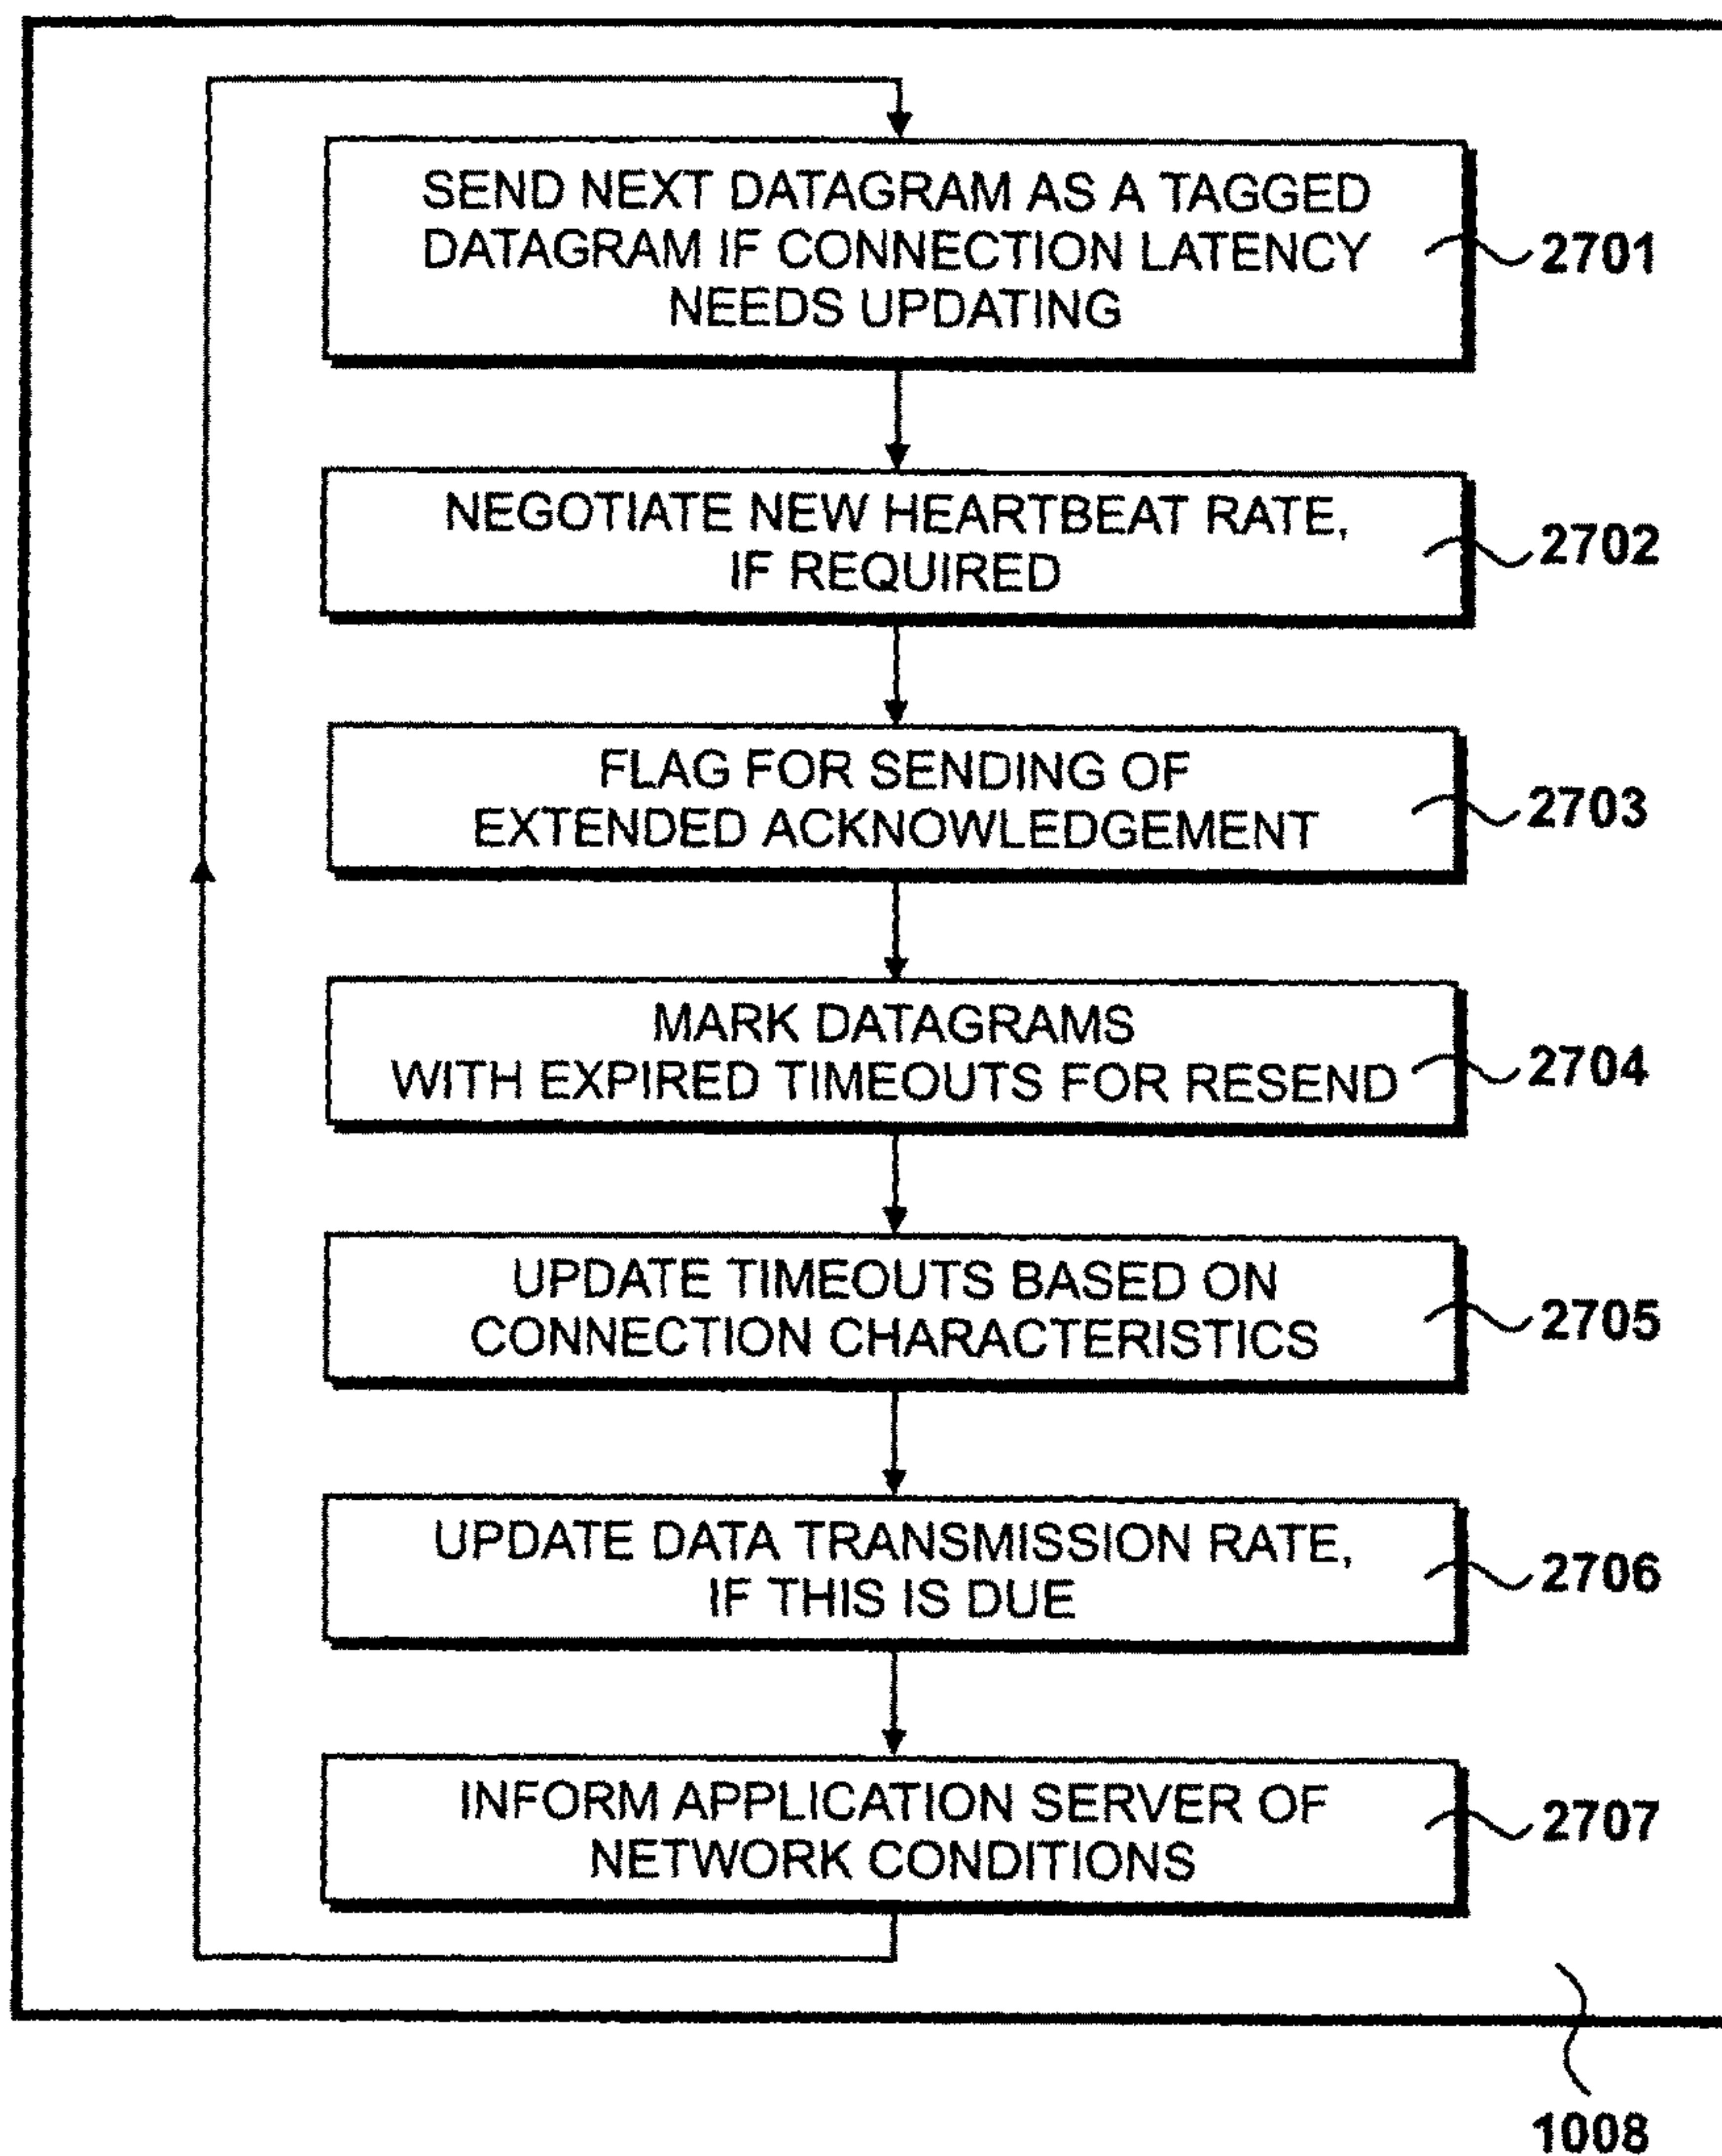 SEND NEXT DATAGRAM AS A TAGGED
DATAGRAM IF CONNECTION LATENCY
NEEDS UPDATING
2701
NEGOTIATE NEW HEARTBEAT RATE,
IF REQUIRED
2702
FLAG FOR SENDING OF
EXTENDED ACKNOWLEDGEMENT
2703
MARK DATAGRAMS
WITH EXPIRED TIMEOUTS FOR RESEND
2704
UPDATE TIMEOUTS BASED ON
CONNECTION CHARACTERISTICS
2705
UPDATE DATA TRANSMISSION RATE,
IF THIS IS DUE
2706
INFORM APPLICATION SERVER OF
NETWORK CONDITIONS
2707
1008